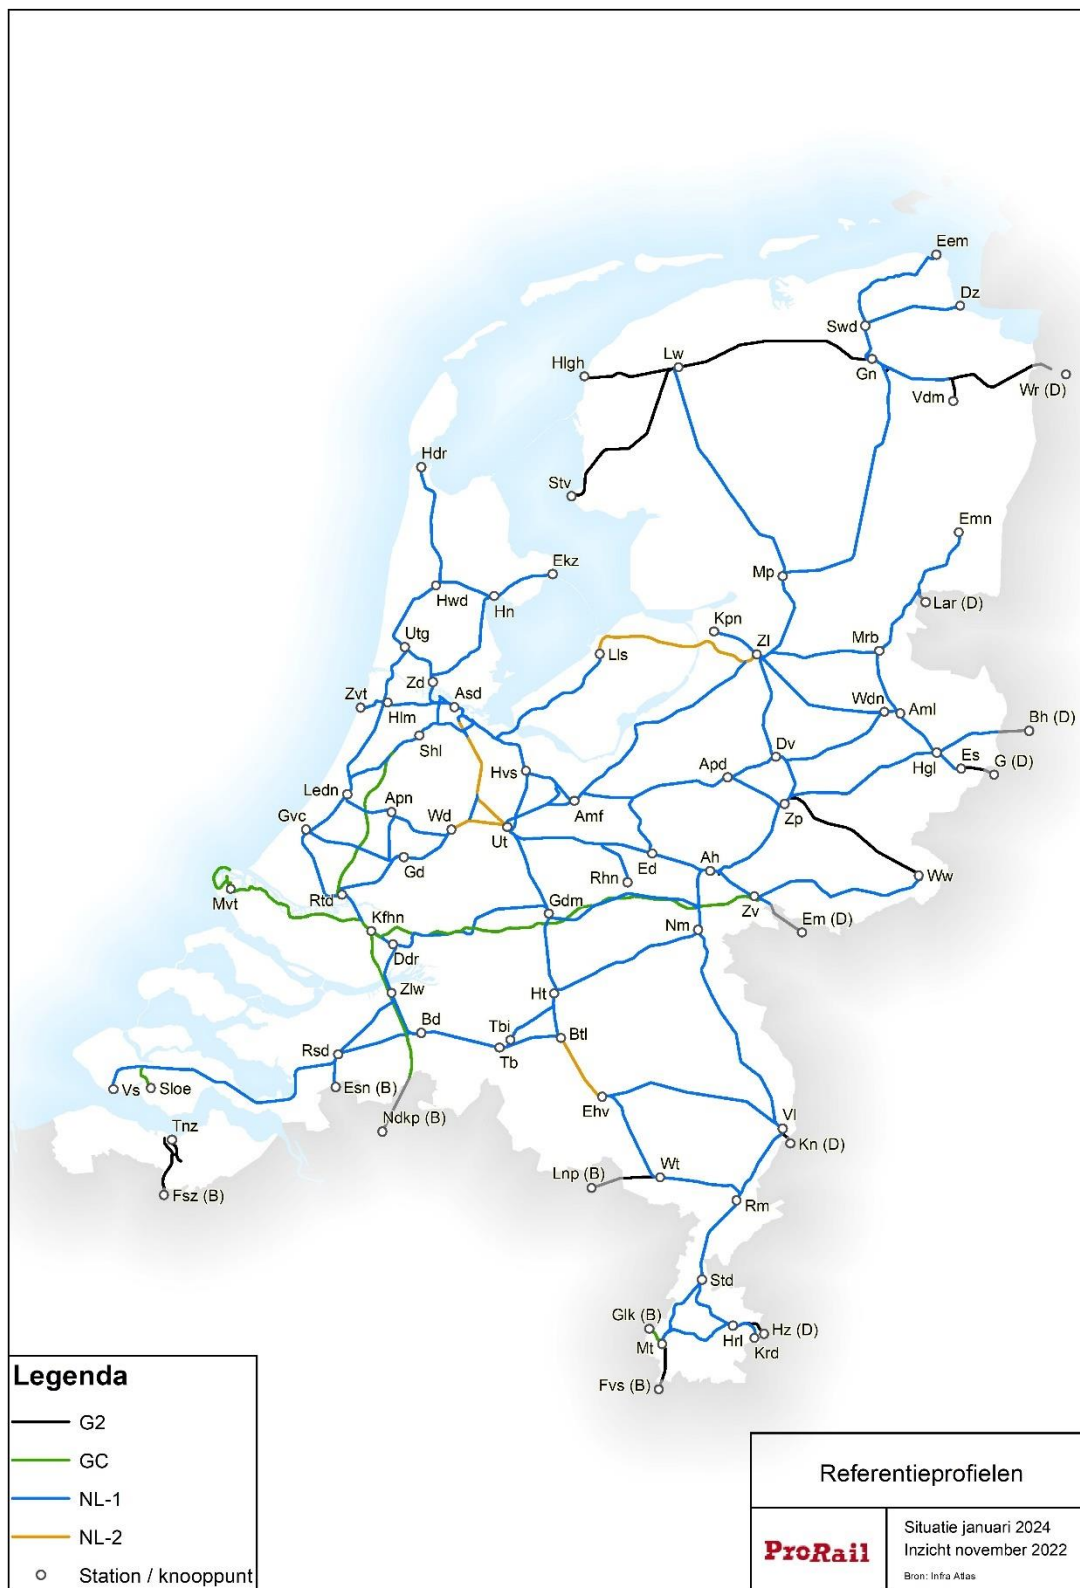 Eem
Dz
Swd
Lw
Hlgh
Gn
Wr (D)
Vdm
Hdr
Stv
Emn
Ekz
Mp
Hwd
Hn
Lar (D)
Kpn
Utg
Zl
Mrb
Lls
Zd
Asd
Zvt
Wdn
Aml
Hlm
Bh (D)
Shl
Dv
Hgl
Es
G (D)
Hvs
Apd
Ledn
Apn
Gvc
Wd
Amf
Zp
Ut
Gd
Ed
Ah
Rhn
Ww
Mvt
Rtd
Zv
Gdm
Kfhn
Nm
Em (D)
Ddr
Zlw
Ht
Bd
Tbi
Btl
Rsd
Tb
Vs
Sloe
Esn (B)
Ehv
Ndkp (B)
Vl
Tnz
Kn (D)
Wt
Lnp (B)
Fsz (B)
Rm
Std
Glk (B)
Hz (D)
Hrl
Mt
Krd
Fvs (B)
Legenda
G2
GC
NL-1
NL-2
Station / knooppunt
Referentieprofielen
ProRail
Situatie januari 2024
Inzicht november 2022
Bron: Infra Atlas